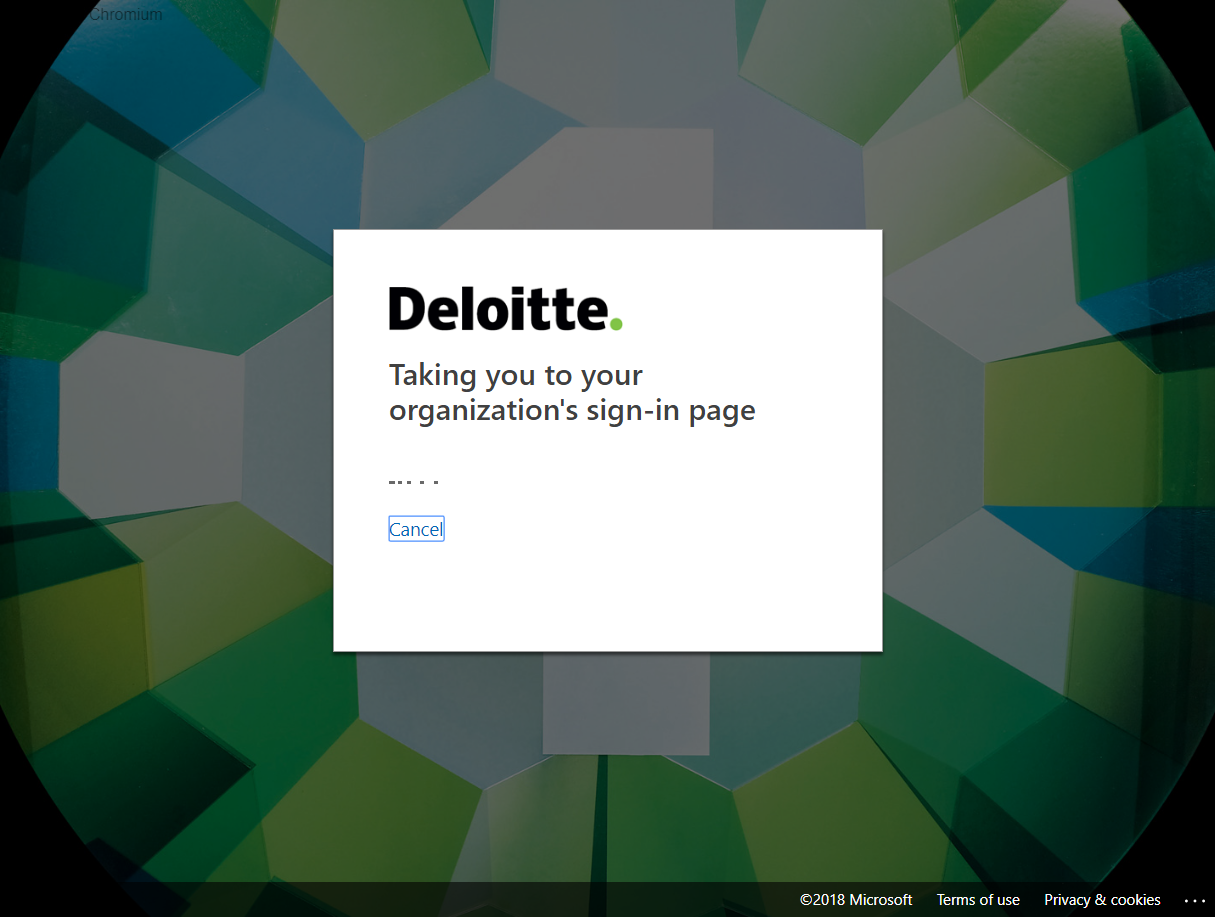 Chromium
Deloitte.
Taking you to your
organization's sign-in page
Cancel
©2018 Microsoft Terms of use Privacy & cookies ...